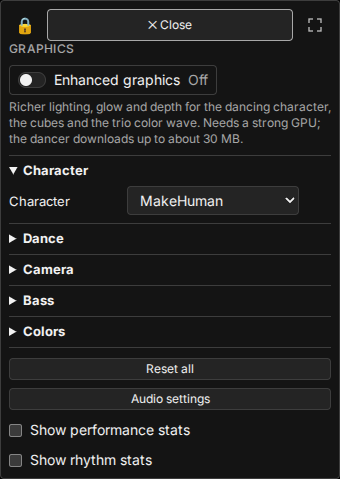 Close
GRAPHICS
Enhanced graphics Off
Richer lighting, glow and depth for the dancing character,
the cubes and the trio color wave. Needs a strong GPU;
the dancer downloads up to about 30 MB.
Character
Character MakeHuman
Dance
Camera
Bass
Colors
Reset all
Audio settings
Show performance stats
Show rhythm stats